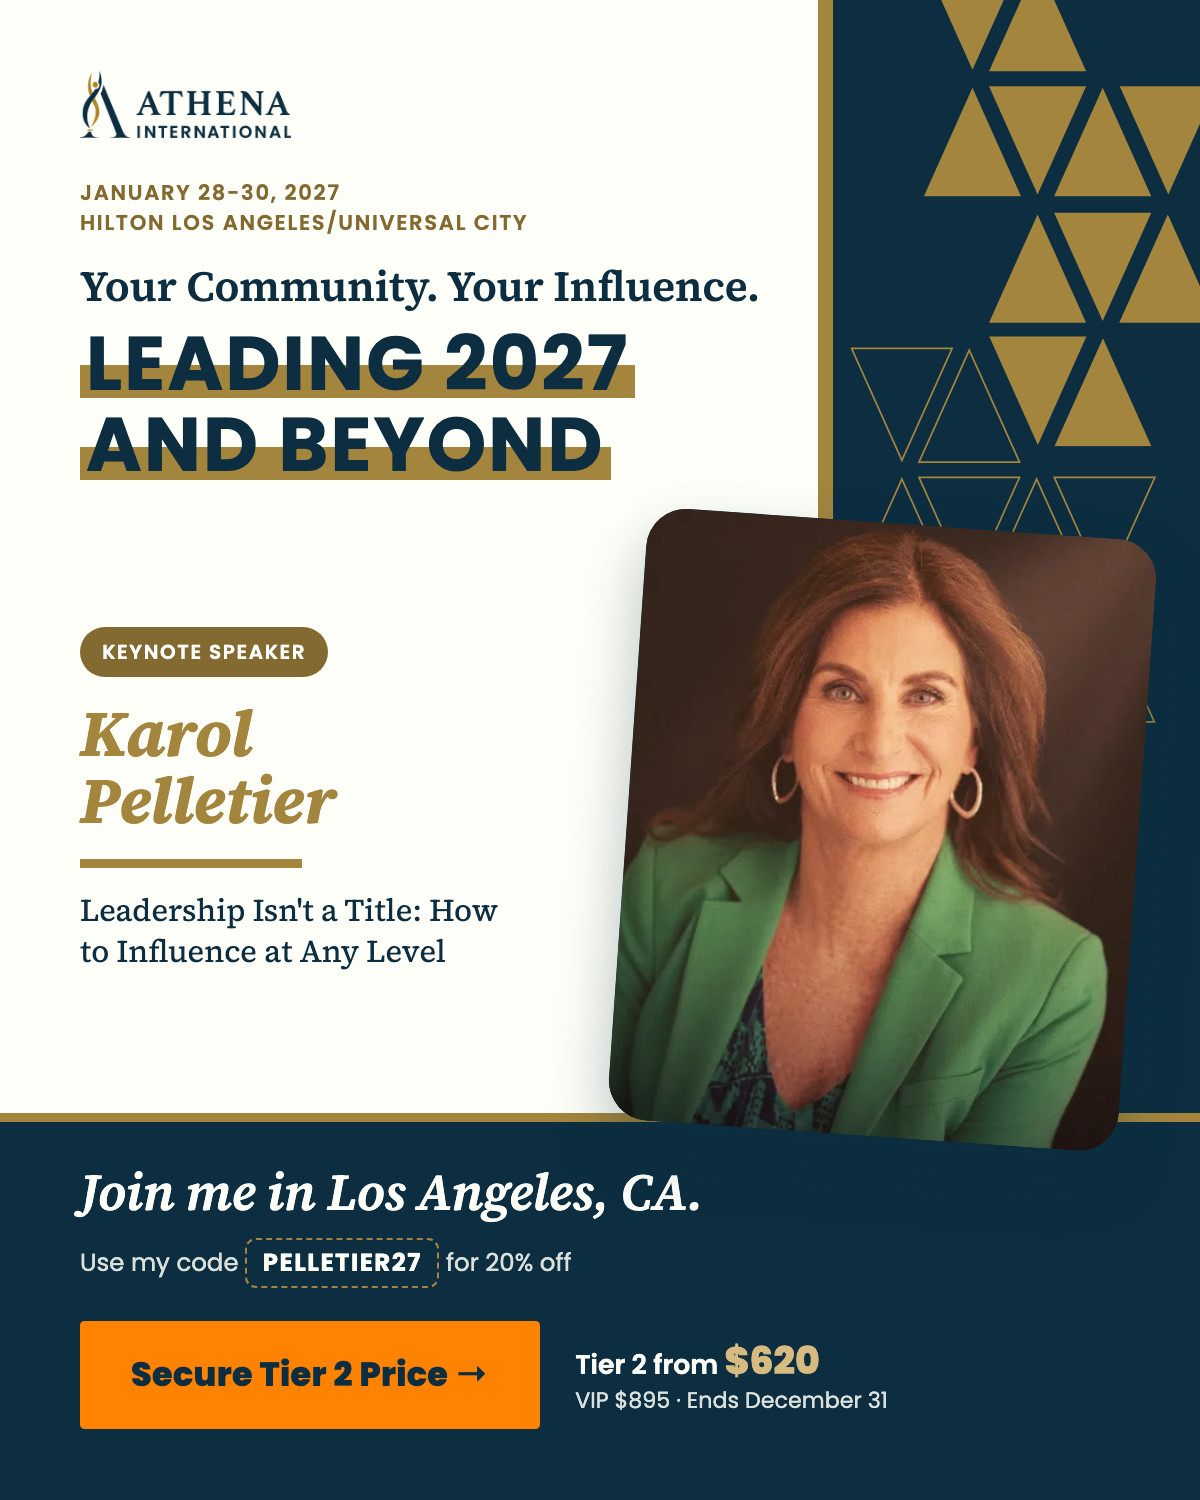 ATHENA
INTERNATIONAL
JANUARY 28-30, 2027
HILTON LOS ANGELES/UNIVERSAL CITY
Your Community. Your Influence.
LEADING 2027
AND BEYOND
KEYNOTE SPEAKER
Karol
Pelletier
Leadership Isn't a Title: How
to Influence at Any Level
Join me in Los Angeles, CA.
Use my code PELLETIER27 for 20% off
Secure Tier 2 Price →
Tier 2 from $620
VIP $895 · Ends December 31